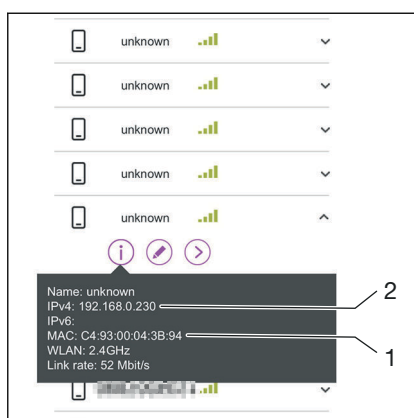 unknown
unknown
unknown
unknown
unknown
Name: unknown
IPv4: 192.168.0.230
IPv6:
MAC: C4:93:00:04:3B:94
WLAN: 2.4GHz
Link rate: 52 Mbit/s
2
1